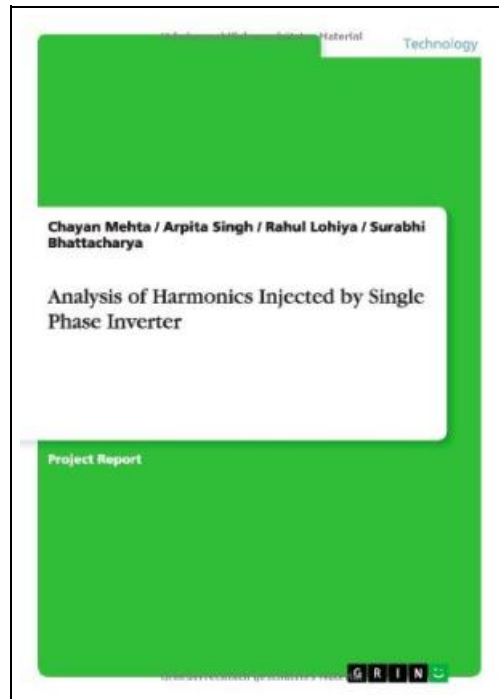 Material
Technology
Chayan Mehta / Arpita Singh / Rahul Lohiya / Surabhi
Bhattacharya
Analysis of Harmonics Injected by Single
Phase Inverter
Project Report
G R I N